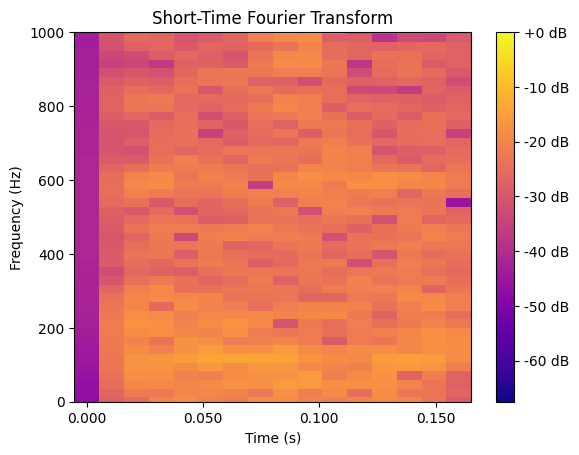 Short-Time Fourier Transform
Frequency (Hz)
1000
800
600
400
200
0
0.000
0.050
0.100
0.150
Time (s)
+0 dB
-10 dB
-20 dB
-30 dB
-40 dB
-50 dB
-60 dB